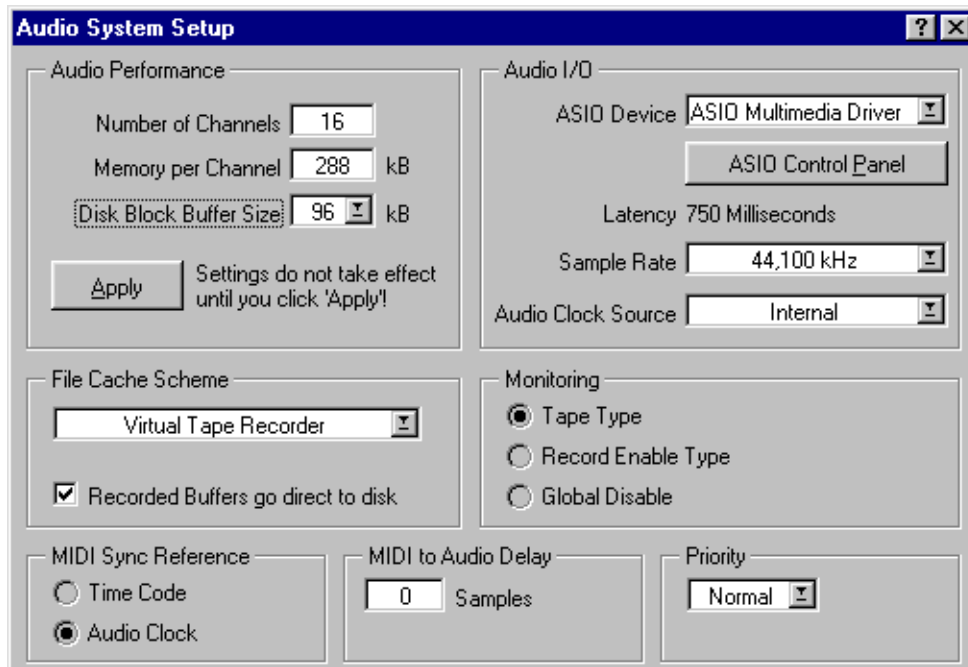 Audio System Setup
Audio Performance
Number of Channels 16
Memory per Channel 288 kB
Disk Block Buffer Size 96 kB
Apply
Settings do not take effect
until you click 'Apply'!
Audio I/O
ASIO Device ASIO Multimedia Driver
ASIO Control Panel
Latency 750 Milliseconds
Sample Rate 44,100 kHz
Audio Clock Source Internal
File Cache Scheme
Virtual Tape Recorder
Recorded Buffers go direct to disk
Monitoring
Tape Type
Record Enable Type
Global Disable
MIDI Sync Reference
Time Code
Audio Clock
MIDI to Audio Delay
0 Samples
Priority
Normal